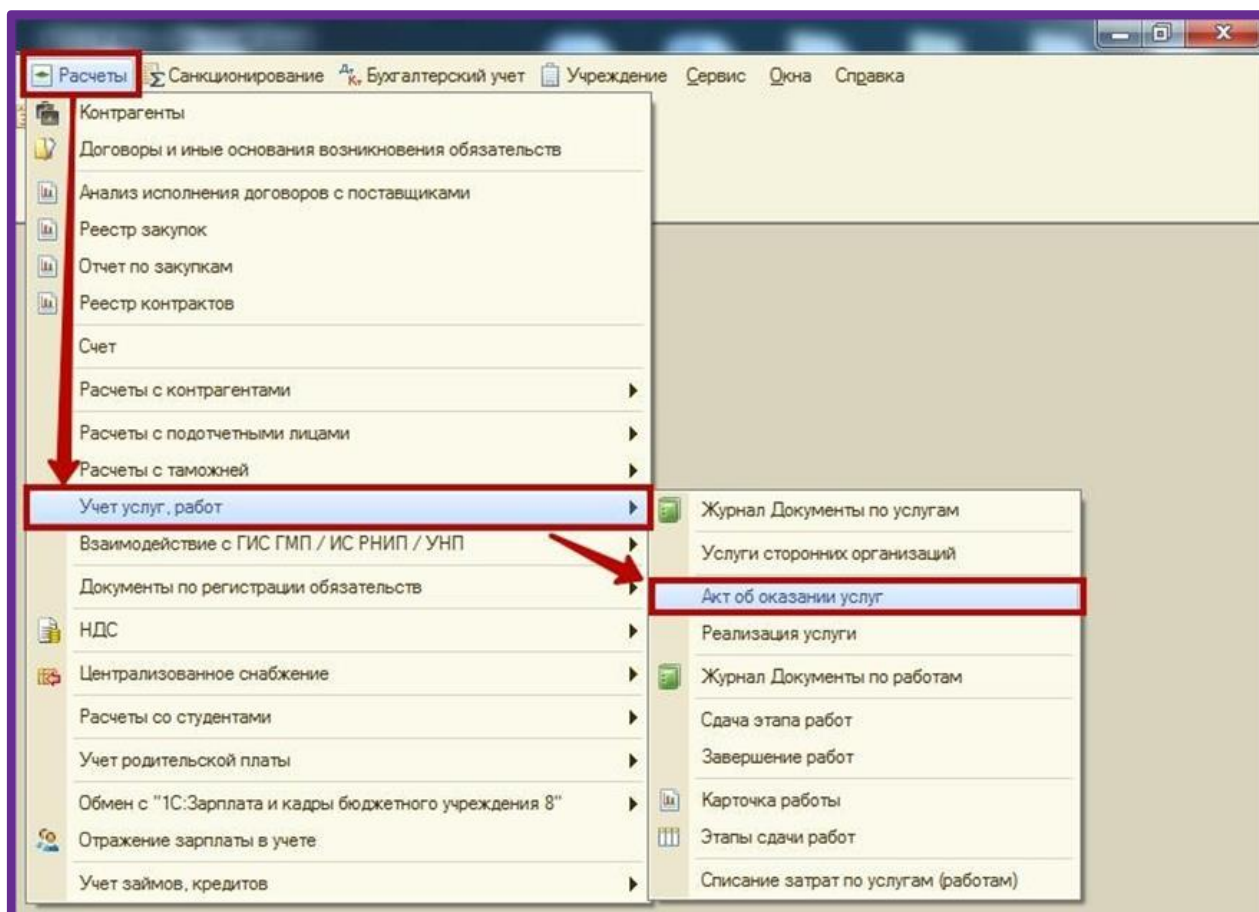 Расчеты Санкционирование Бухгалтерский учет Учреждение Сервис Окна Справка
Контрагенты
Договоры и иные основания возникновения обязательств
Анализ исполнения договоров с поставщиками
Реестр закупок
Отчет по закупкам
Реестр контрактов
Счет
Расчеты с контрагентами
Расчеты с подотчетными лицами
Расчеты с таможней
Учет услуг, работ
Взаимодействие с ГИС ГМП / ИС РНИП / УНП
Документы по регистрации обязательств
НДС
Централизованное снабжение
Расчеты со студентами
Учет родительской платы
Обмен с "1С:Зарплата и кадры бюджетного учреждения 8"
Отражение зарплаты в учете
Учет займов, кредитов
Журнал Документы по услугам
Услуги сторонних организаций
Акт об оказании услуг
Реализация услуги
Журнал Документы по работам
Сдача этапа работ
Завершение работ
Карточка работы
Этапы сдачи работ
Списание затрат по услугам (работам)